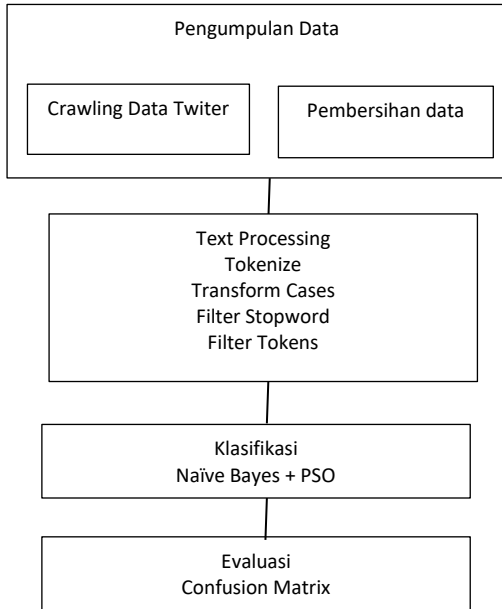 Pengumpulan Data
Crawling Data Twiter
Pembersihan data
Text Processing
Tokenize
Transform Cases
Filter Stopword
Filter Tokens
Klasifikasi
Naïve Bayes + PSO
Evaluasi
Confusion Matrix